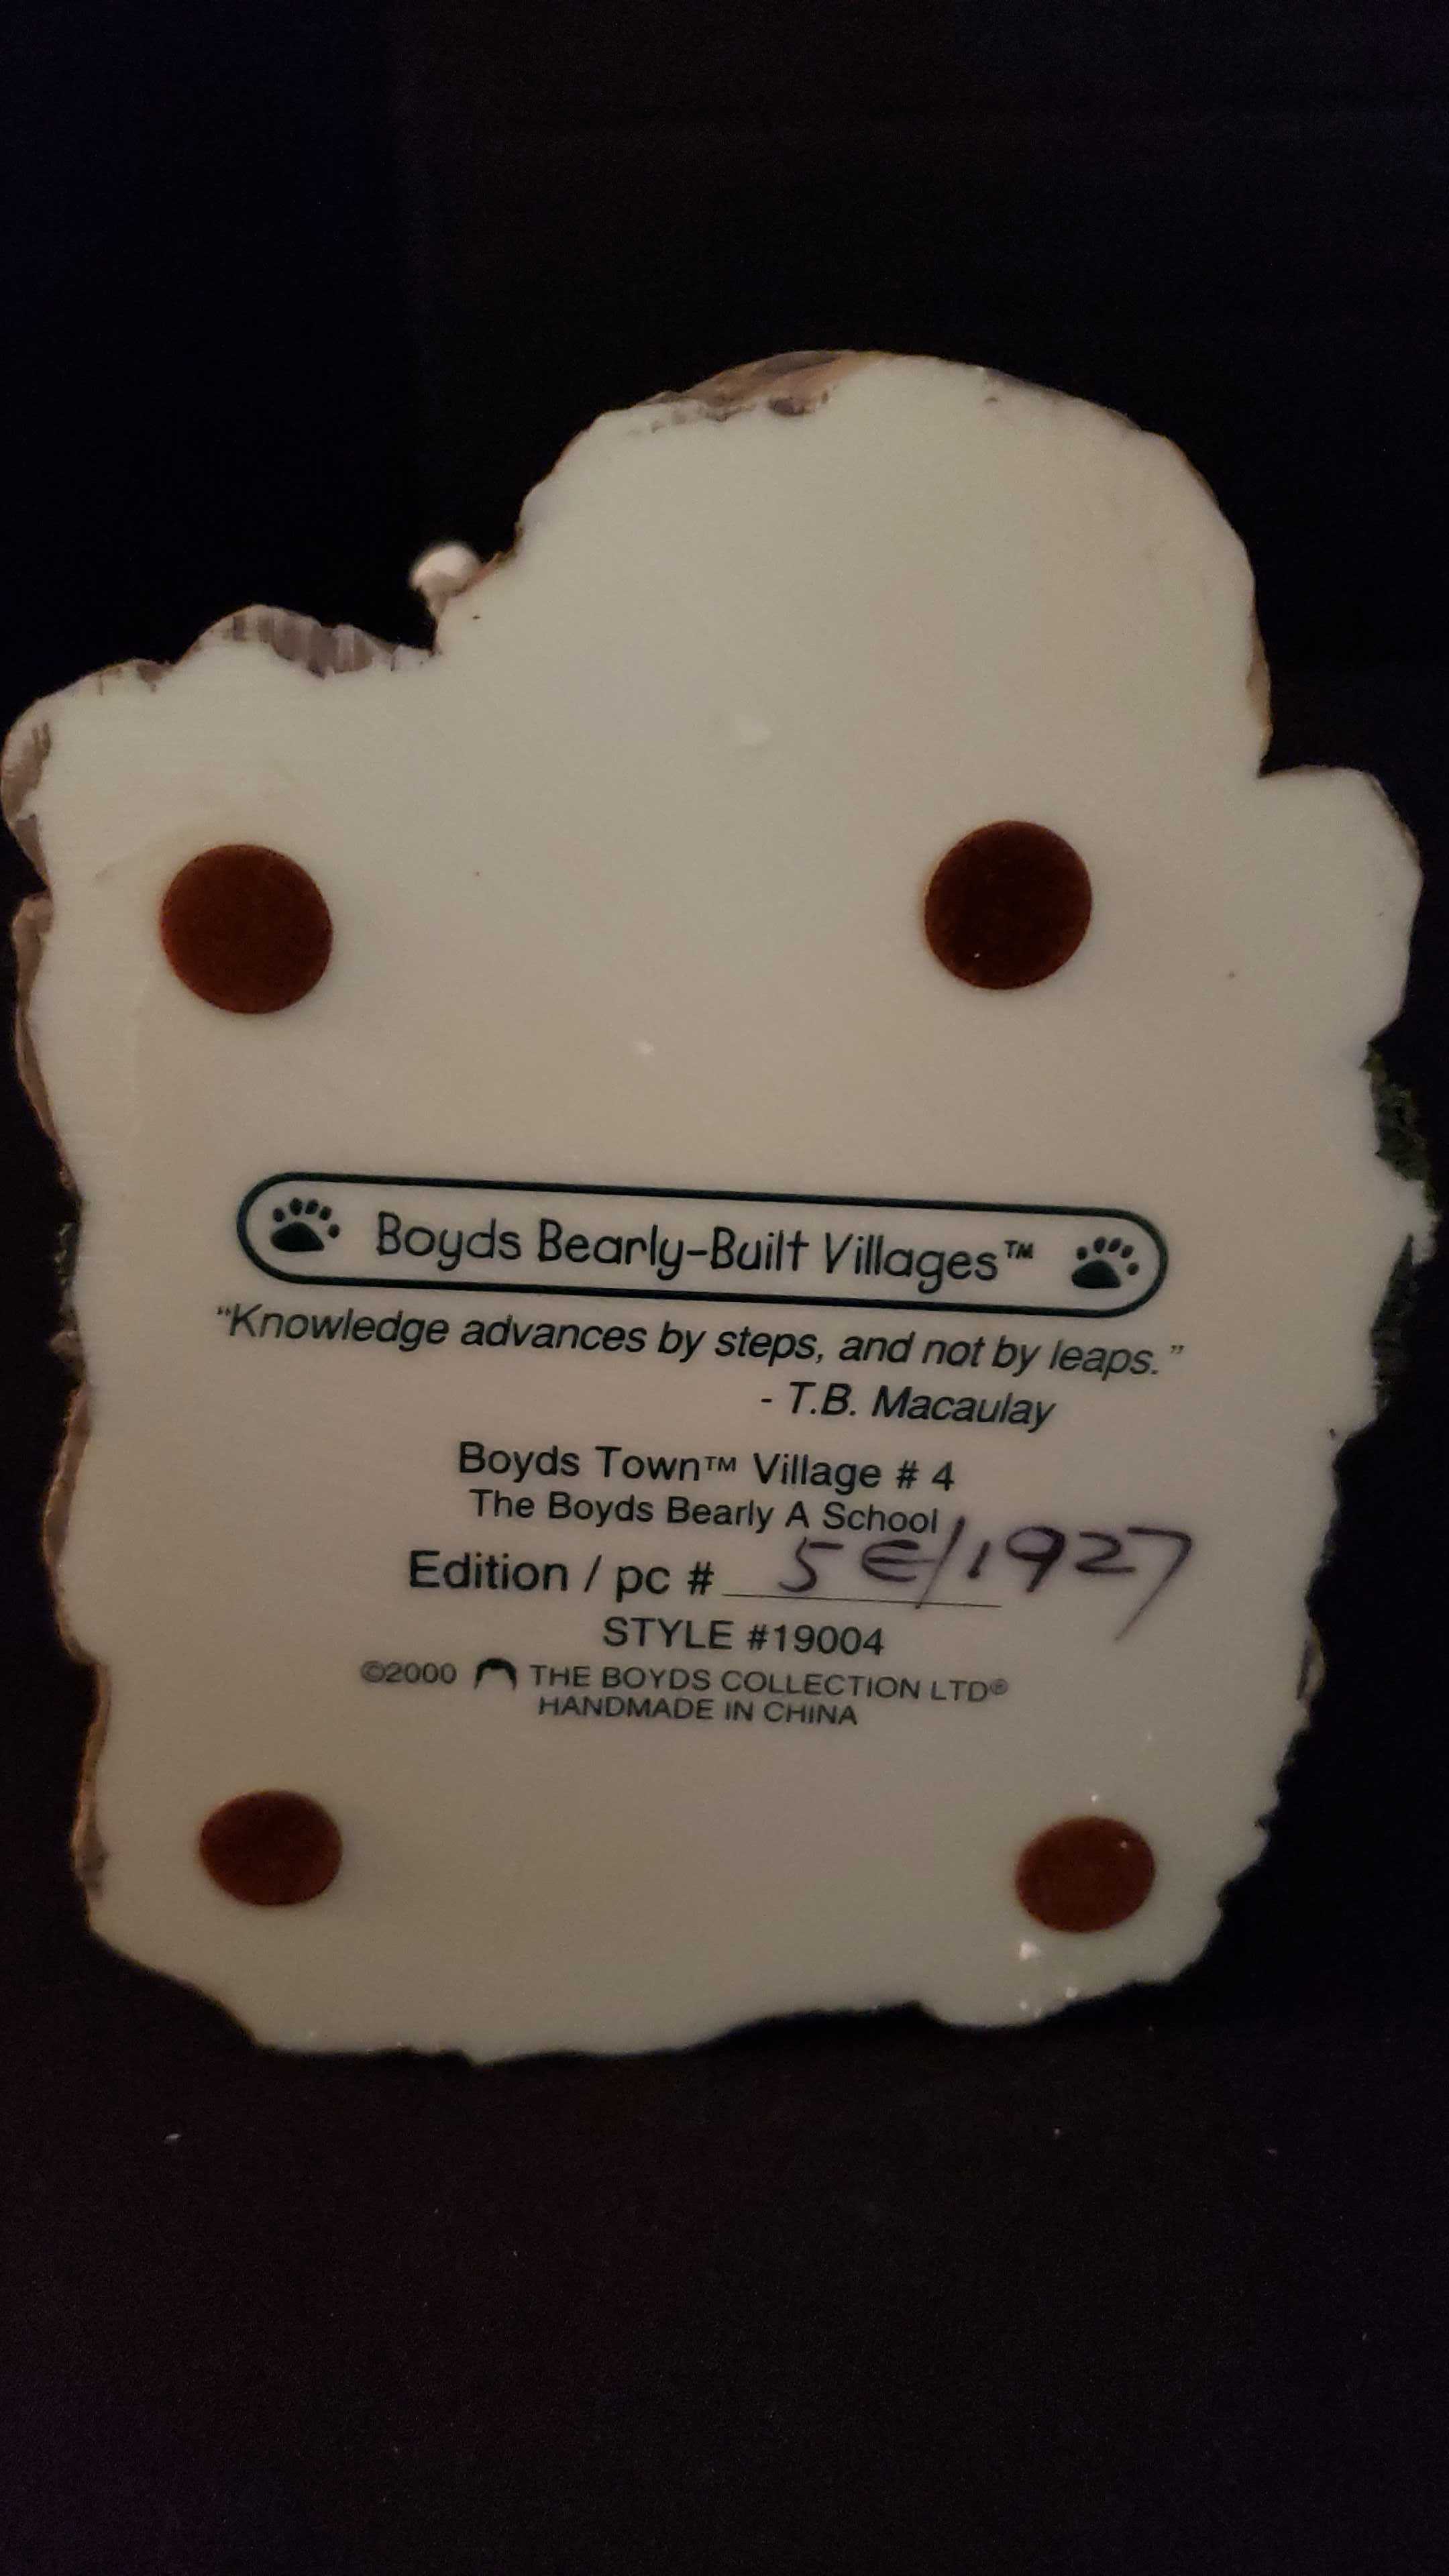 Boyds Bearly-Built Villages™
"Knowledge advances by steps, and not by leaps."
- T.B. Macaulay
Boyds Town™ Village # 4
The Boyds Bearly A School
Edition / pc # 5E/1927
STYLE #19004
©2000 THE BOYDS COLLECTION LTD®
HANDMADE IN CHINA